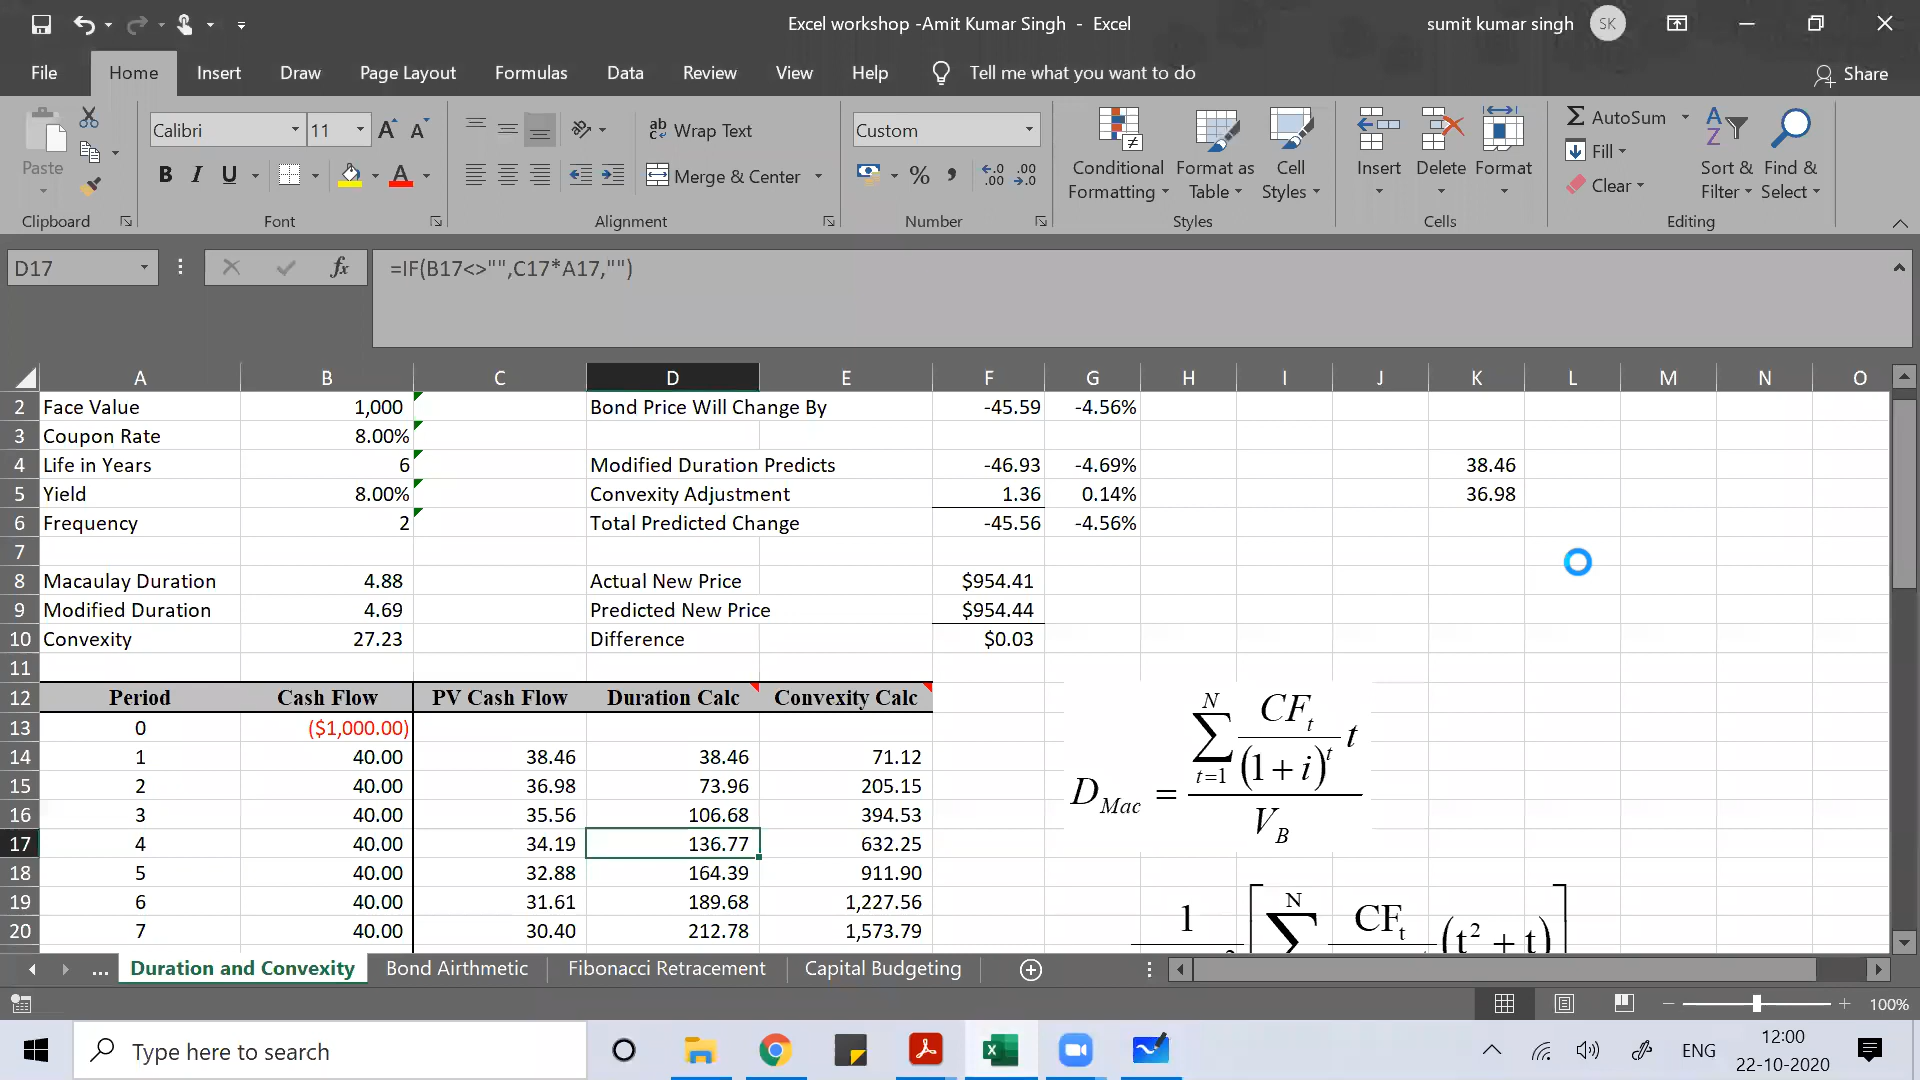 Excel workshop -Amit Kumar Singh - Excel
sumit kumar singh SK
File Home Insert Draw Page Layout Formulas Data Review View Help Tell me what you want to do Share
Paste
Clipboard
Calibri 11
B I U
Font
Wrap Text
Merge & Center
Alignment
Custom
%
Number
Conditional Formatting
Format as Table
Cell Styles
Styles
Insert Delete Format
Cells
AutoSum
Fill
Clear
Sort & Filter
Find & Select
Editing
D17 fx =IF(B17<>"",C17*A17,"")
A B C D E F G H I J K L M N O
2 Face Value 1,000 Bond Price Will Change By -45.59 -4.56%
3 Coupon Rate 8.00%
4 Life in Years 6 Modified Duration Predicts -46.93 -4.69% 38.46
5 Yield 8.00% Convexity Adjustment 1.36 0.14% 36.98
6 Frequency 2 Total Predicted Change -45.56 -4.56%
7
8 Macaulay Duration 4.88 Actual New Price $954.41
9 Modified Duration 4.69 Predicted New Price $954.44
10 Convexity 27.23 Difference $0.03
11
12 Period Cash Flow PV Cash Flow Duration Calc Convexity Calc
13 0 ($1,000.00)
14 1 40.00 38.46 38.46 71.12
15 2 40.00 36.98 73.96 205.15
16 3 40.00 35.56 106.68 394.53
17 4 40.00 34.19 136.77 632.25
18 5 40.00 32.88 164.39 911.90
19 6 40.00 31.61 189.68 1,227.56
20 7 40.00 30.40 212.78 1,573.79
D_Mac = ∑_{t=1}^{N} CF_t / (1 + i)^t t / V_B
1 [ ∑^N CF_t (t² + t) ]
... Duration and Convexity Bond Airthmetic Fibonacci Retracement Capital Budgeting
100%
Type here to search
ENG
12:00
22-10-2020